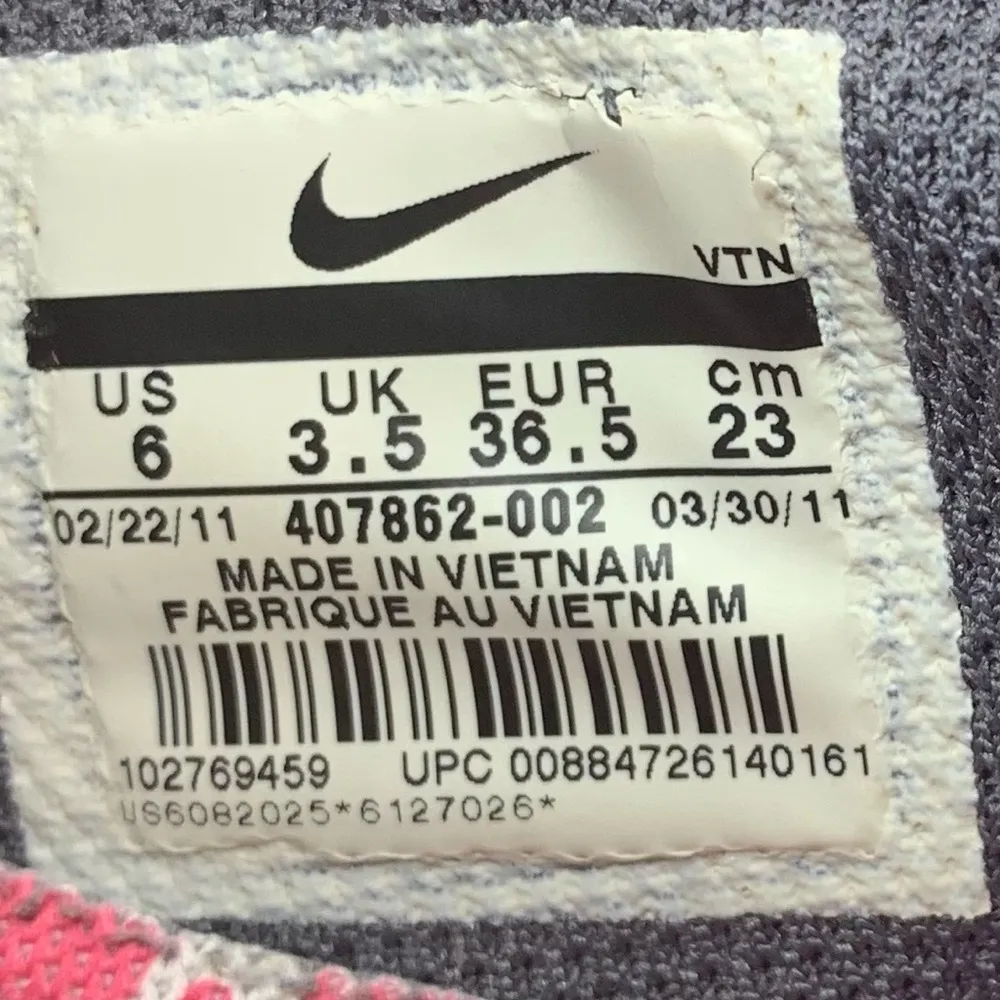 VTN
US UK EUR cm
6 3.5 36.5 23
02/22/11 407862-002 03/30/11
MADE IN VIETNAM
FABRIQUE AU VIETNAM
102769459 UPC 00884726140161
US6082025*6127026*